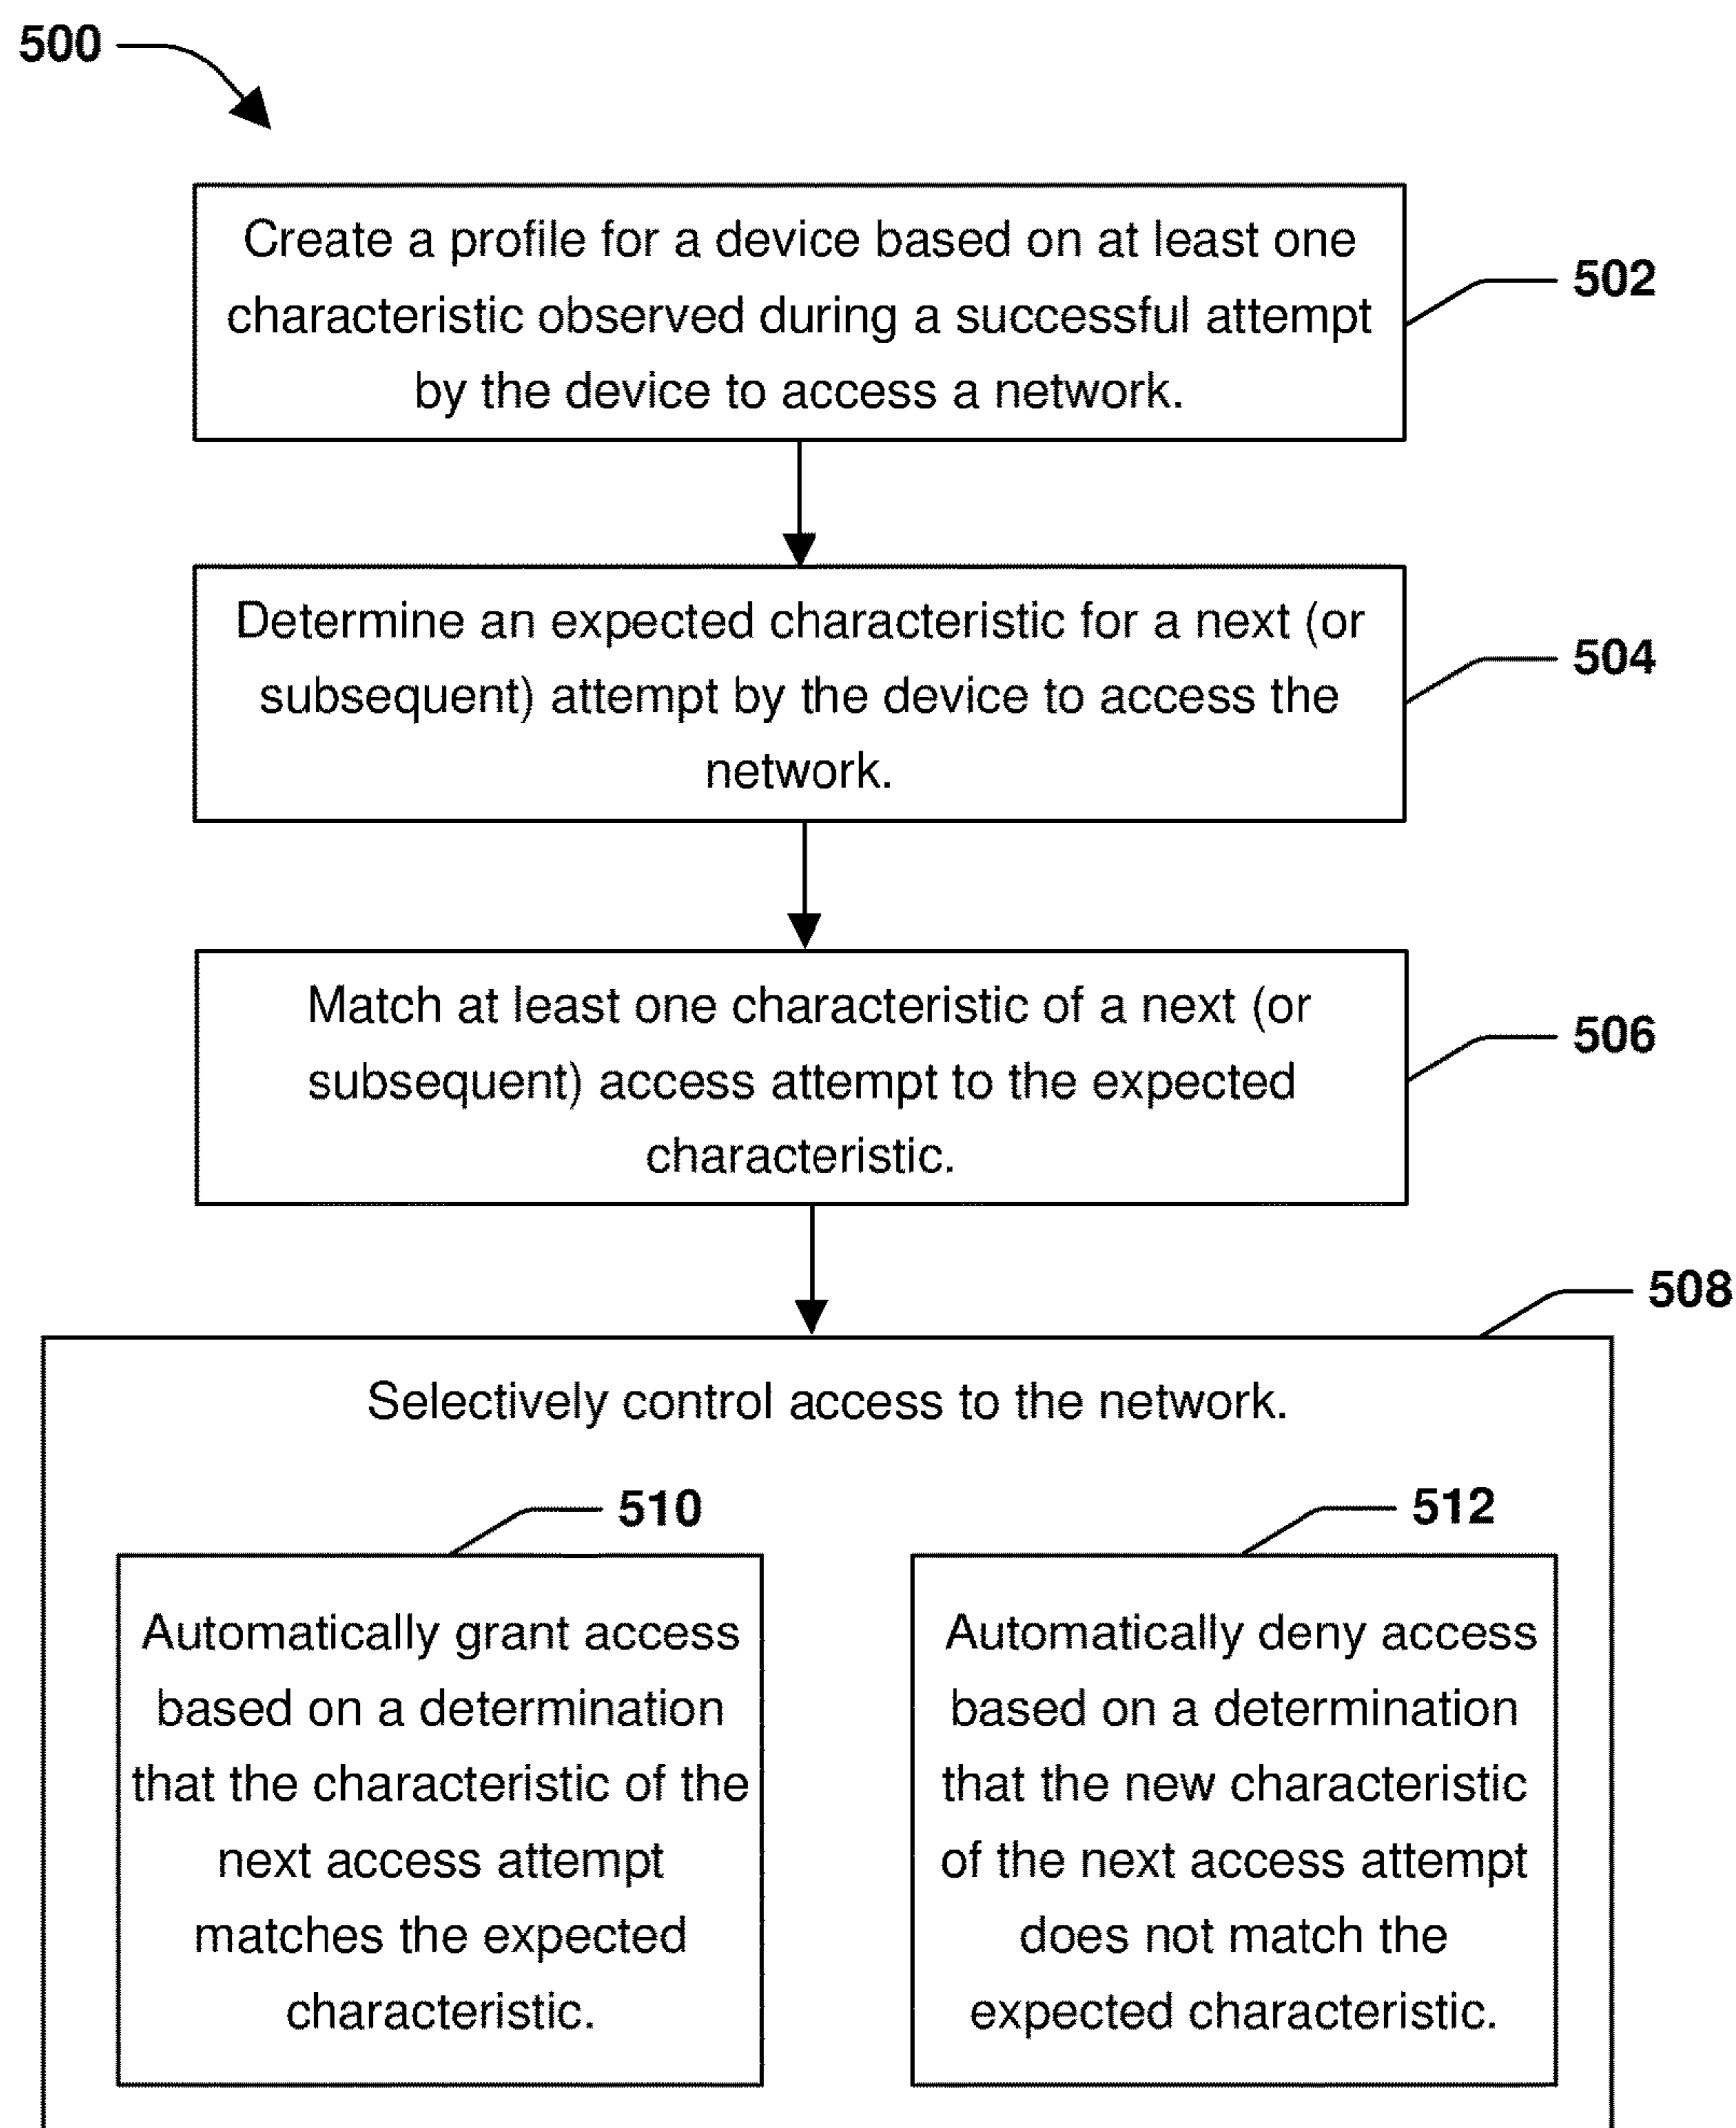 500
Create a profile for a device based on at least one
characteristic observed during a successful attempt
by the device to access a network.
502
Determine an expected characteristic for a next (or
subsequent) attempt by the device to access the
network.
504
Match at least one characteristic of a next (or
subsequent) access attempt to the expected
characteristic.
506
508
Selectively control access to the network.
510
Automatically grant access
based on a determination
that the characteristic of the
next access attempt
matches the expected
characteristic.
512
Automatically deny access
based on a determination
that the new characteristic
of the next access attempt
does not match the
expected characteristic.